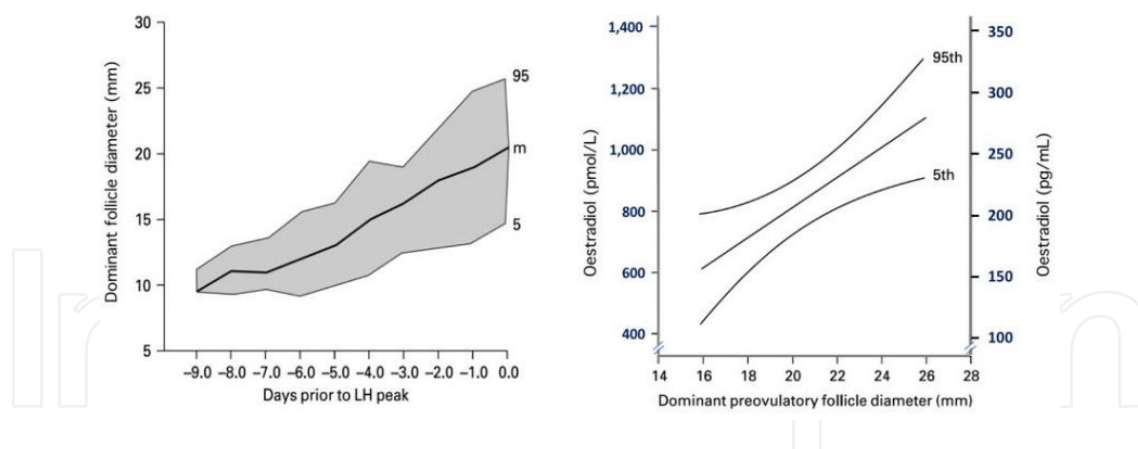 Dominant follicle diameter (mm)
30
25
20
15
10
5
95
m
5
–9.0 –8.0 –7.0 –6.0 –5.0 –4.0 –3.0 –2.0 –1.0 0.0
Days prior to LH peak
Oestradiol (pmol/L)
1,400
1,200
1,000
800
600
400
95th
5th
350
300
250
200
150
100
Oestradiol (pg/mL)
14 16 18 20 22 24 26 28
Dominant preovulatory follicle diameter (mm)